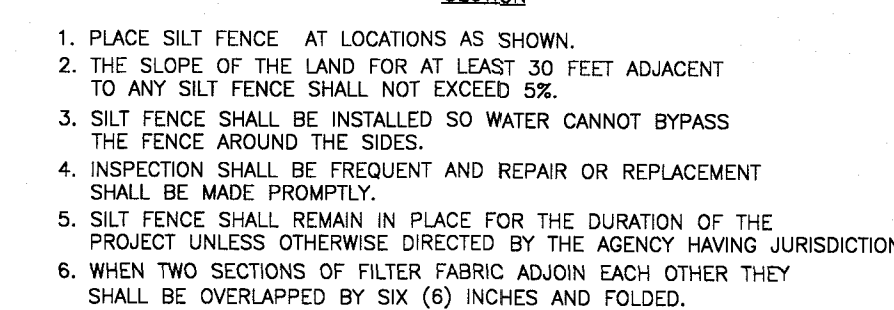 1. PLACE SILT FENCE AT LOCATIONS AS SHOWN.
2. THE SLOPE OF THE LAND FOR AT LEAST 30 FEET ADJACENT
TO ANY SILT FENCE SHALL NOT EXCEED 5%.
3. SILT FENCE SHALL BE INSTALLED SO WATER CANNOT BYPASS
THE FENCE AROUND THE SIDES.
4. INSPECTION SHALL BE FREQUENT AND REPAIR OR REPLACEMENT
SHALL BE MADE PROMPTLY.
5. SILT FENCE SHALL REMAIN IN PLACE FOR THE DURATION OF THE
PROJECT UNLESS OTHERWISE DIRECTED BY THE AGENCY HAVING JURISDICTION
6. WHEN TWO SECTIONS OF FILTER FABRIC ADJOIN EACH OTHER THEY
SHALL BE OVERLAPPED BY SIX (6) INCHES AND FOLDED.